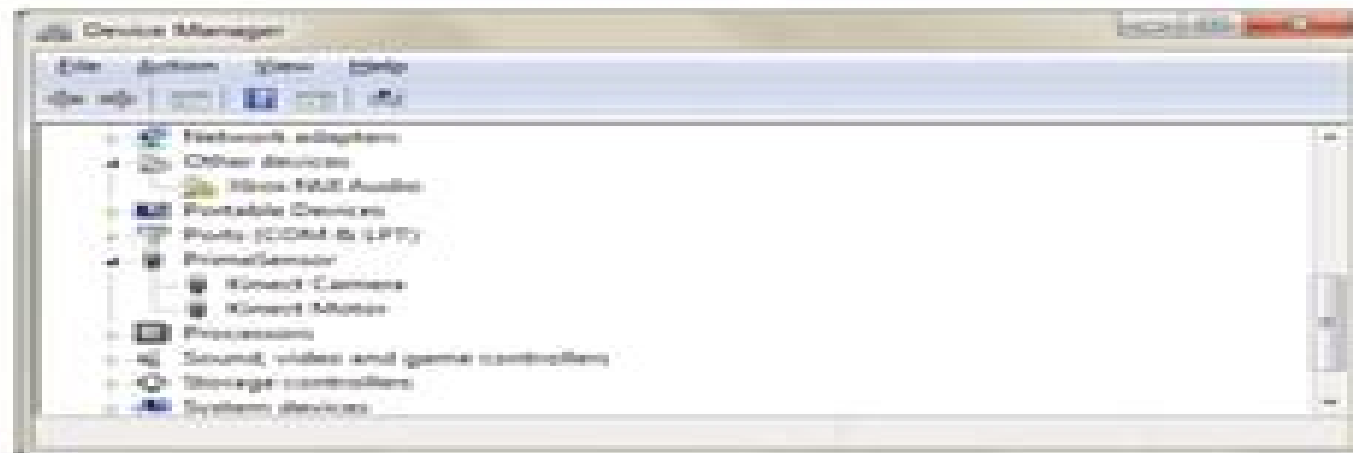 Device Manager
File Action View Help
Network adapters
Other devices
Xbox NUI Audio
Portable Devices
Ports (COM & LPT)
PrimeSensor
Kinect Camera
Kinect Motor
Processors
Sound, video and game controllers
Storage controllers
System devices